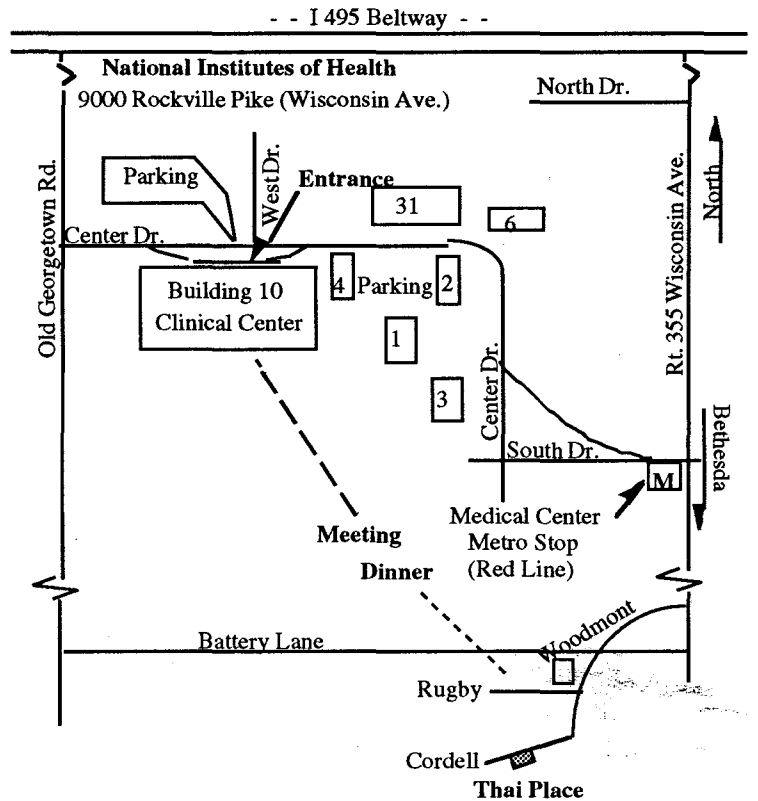 - - I 495 Beltway - -
National Institutes of Health
9000 Rockville Pike (Wisconsin Ave.)
North Dr.
North
Old Georgetown Rd.
Parking
West Dr.
Entrance
31
6
Rt. 355 Wisconsin Ave.
Center Dr.
Building 10
Clinical Center
4
Parking
2
1
3
Center Dr.
South Dr.
M
Bethesda
Medical Center
Metro Stop
(Red Line)
Meeting
Dinner
Woodmont
Battery Lane
Rugby
Cordell
Thai Place